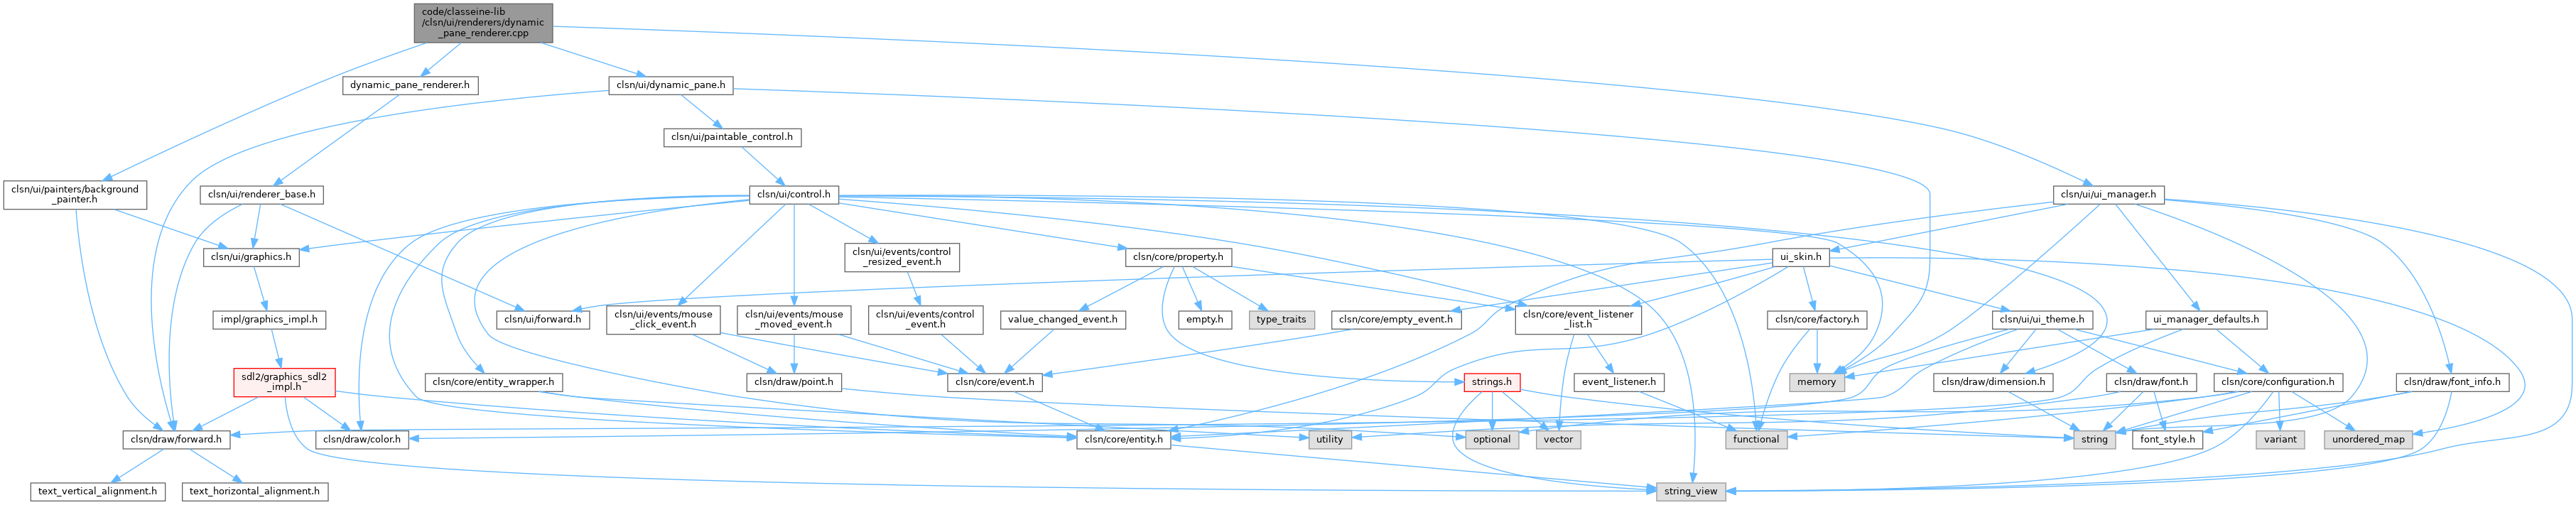 code/classeine-lib
/clsn/ui/renderers/dynamic
_pane_renderer.cpp
dynamic_pane_renderer.h
clsn/ui/dynamic_pane.h
clsn/ui/paintable_control.h
clsn/ui/painters/background
_painter.h
clsn/ui/renderer_base.h
clsn/ui/control.h
clsn/ui/ui_manager.h
clsn/ui/graphics.h
clsn/ui/events/control
_resized_event.h
clsn/core/property.h
ui_skin.h
impl/graphics_impl.h
clsn/ui/forward.h
clsn/ui/events/mouse
_click_event.h
clsn/ui/events/mouse
_moved_event.h
clsn/ui/events/control
_event.h
value_changed_event.h
empty.h
type_traits
clsn/core/empty_event.h
clsn/core/event_listener
_list.h
clsn/core/factory.h
clsn/ui/ui_theme.h
ui_manager_defaults.h
sdl2/graphics_sdl2
_impl.h
clsn/core/entity_wrapper.h
clsn/draw/point.h
clsn/core/event.h
strings.h
event_listener.h
memory
clsn/draw/dimension.h
clsn/draw/font.h
clsn/core/configuration.h
clsn/draw/font_info.h
clsn/draw/forward.h
clsn/draw/color.h
clsn/core/entity.h
utility
optional
vector
functional
string
font_style.h
variant
unordered_map
text_vertical_alignment.h
text_horizontal_alignment.h
string_view